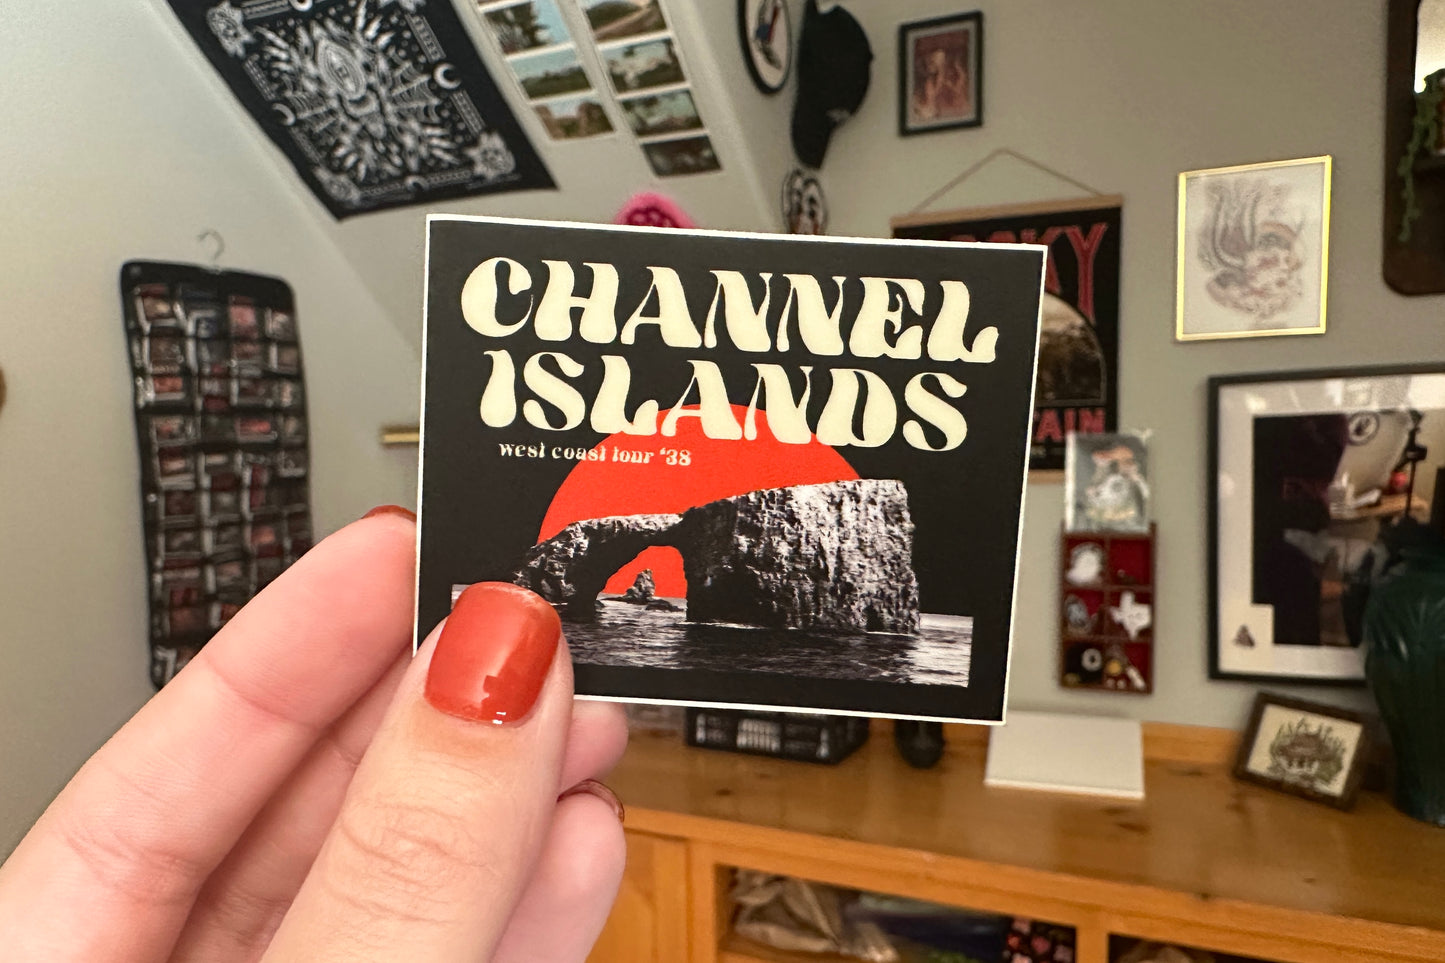 CHANNEL
ISLANDS
west coast tour '38